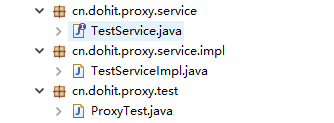 cn.dohit.proxy.service
TestService.java
cn.dohit.proxy.service.impl
TestServiceImpl.java
cn.dohit.proxy.test
ProxyTest.java